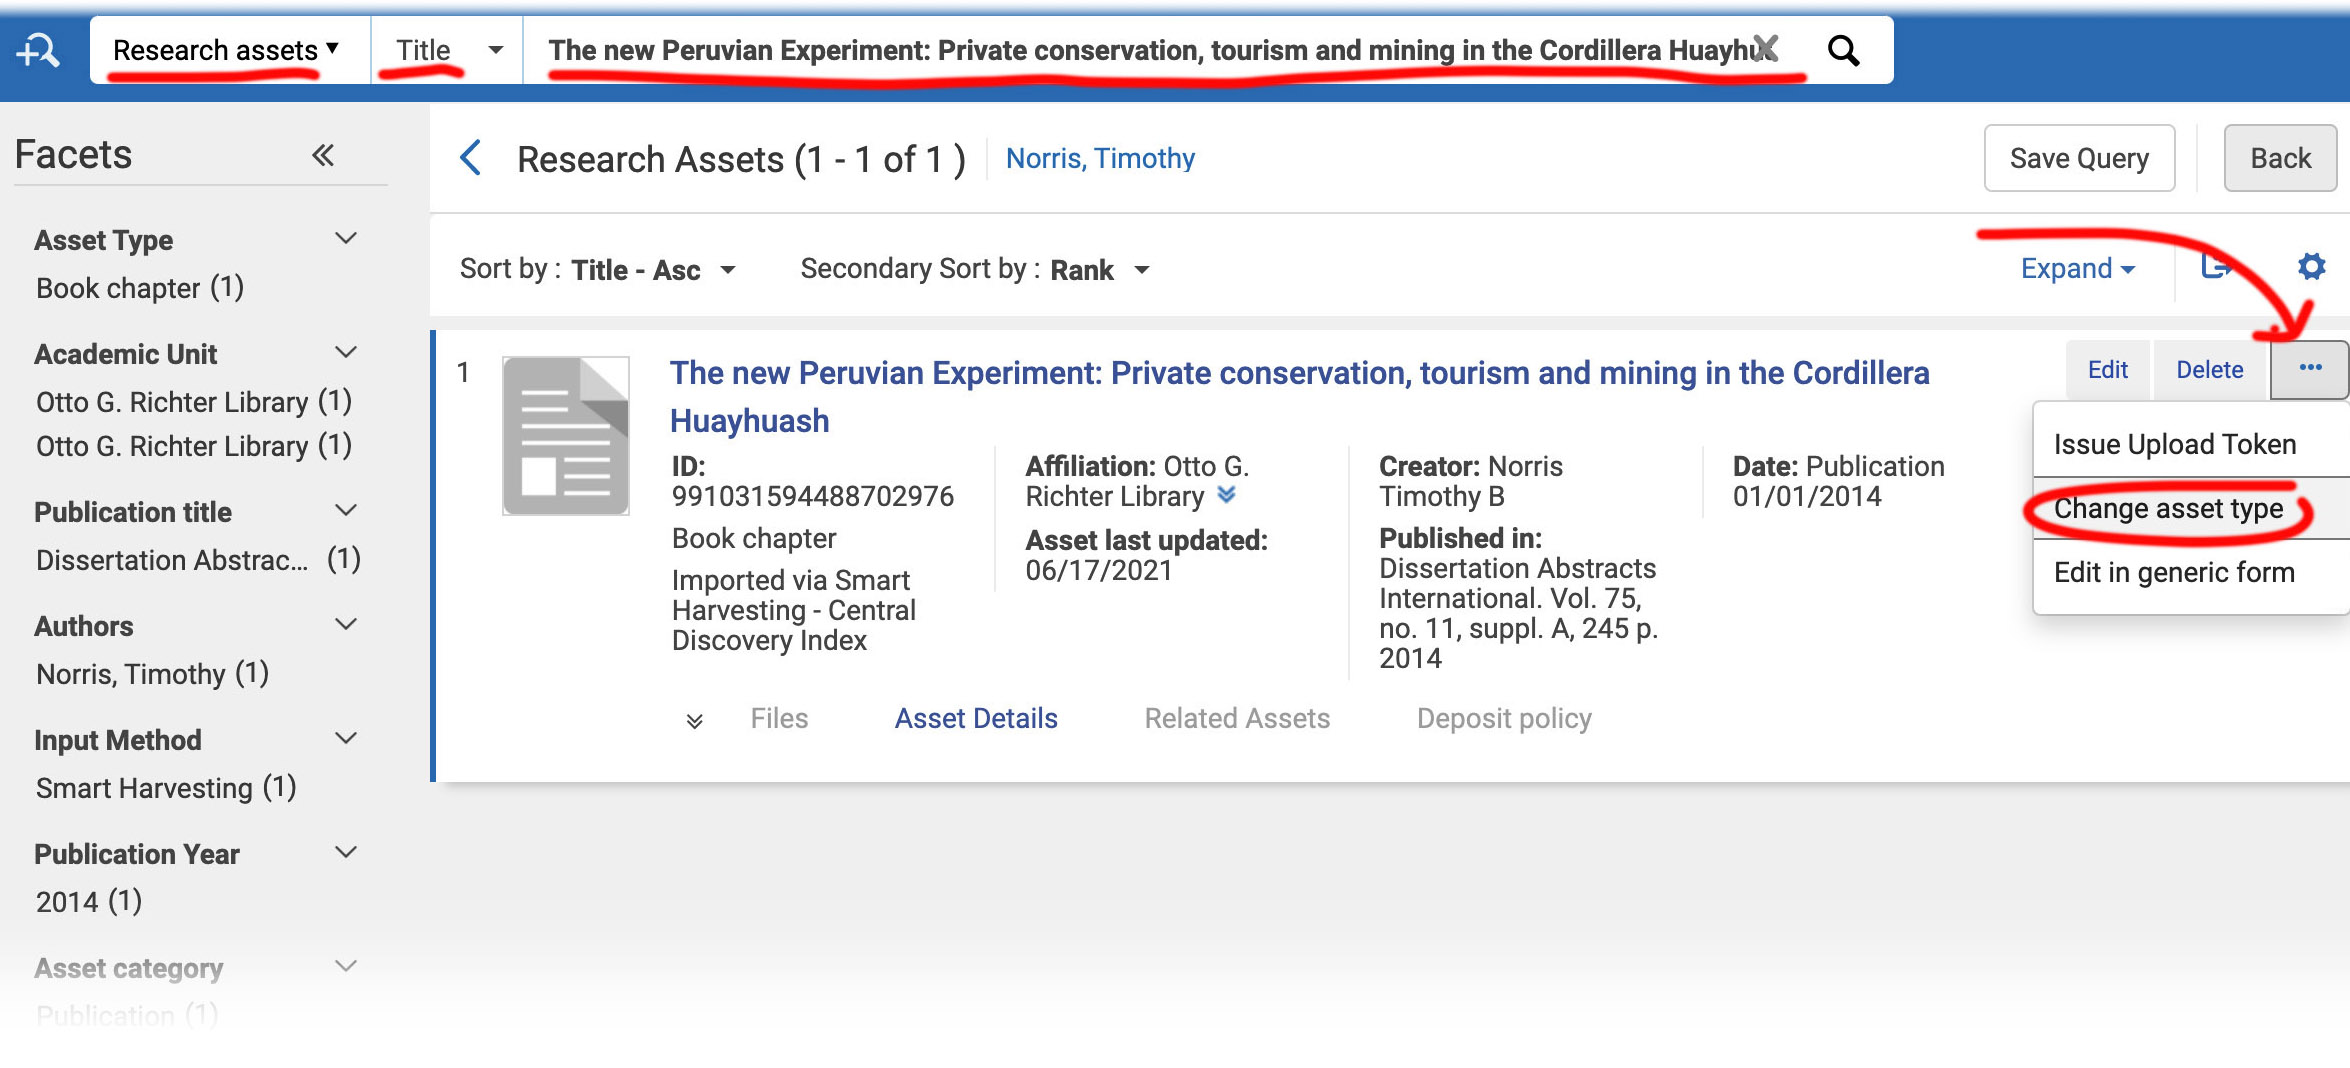 Research assets ▼
Title
The new Peruvian Experiment: Private conservation, tourism and mining in the Cordillera Huayhu
Facets
Research Assets (1 - 1 of 1 )
Norris, Timothy
Save Query
Back
Asset Type
Book chapter (1)
Academic Unit
Otto G. Richter Library (1)
Otto G. Richter Library (1)
Publication title
Dissertation Abstrac... (1)
Authors
Norris, Timothy (1)
Input Method
Smart Harvesting (1)
Publication Year
2014 (1)
Asset category
Publication (1)
Sort by : Title - Asc
Secondary Sort by : Rank
Expand
1
The new Peruvian Experiment: Private conservation, tourism and mining in the Cordillera
Huayhuash
Edit
Delete
...
Issue Upload Token
Change asset type
Edit in generic form
ID:
991031594488702976
Book chapter
Imported via Smart
Harvesting - Central
Discovery Index
Affiliation: Otto G.
Richter Library
Asset last updated:
06/17/2021
Creator: Norris
Timothy B
Published in:
Dissertation Abstracts
International. Vol. 75,
no. 11, suppl. A, 245 p.
2014
Date: Publication
01/01/2014
Files
Asset Details
Related Assets
Deposit policy